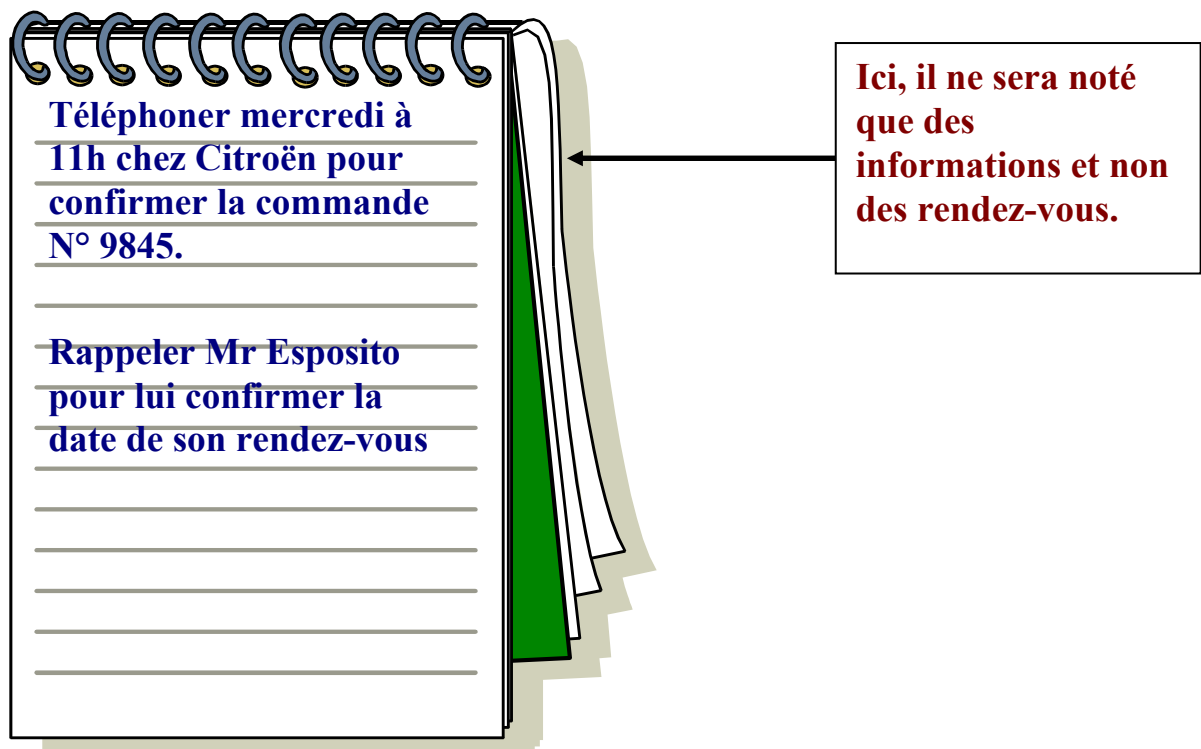 Téléphoner mercredi à
11h chez Citroën pour
confirmer la commande
N° 9845.
Rappeler Mr Esposito
pour lui confirmer la
date de son rendez-vous
Ici, il ne sera noté
que des
informations et non
des rendez-vous.